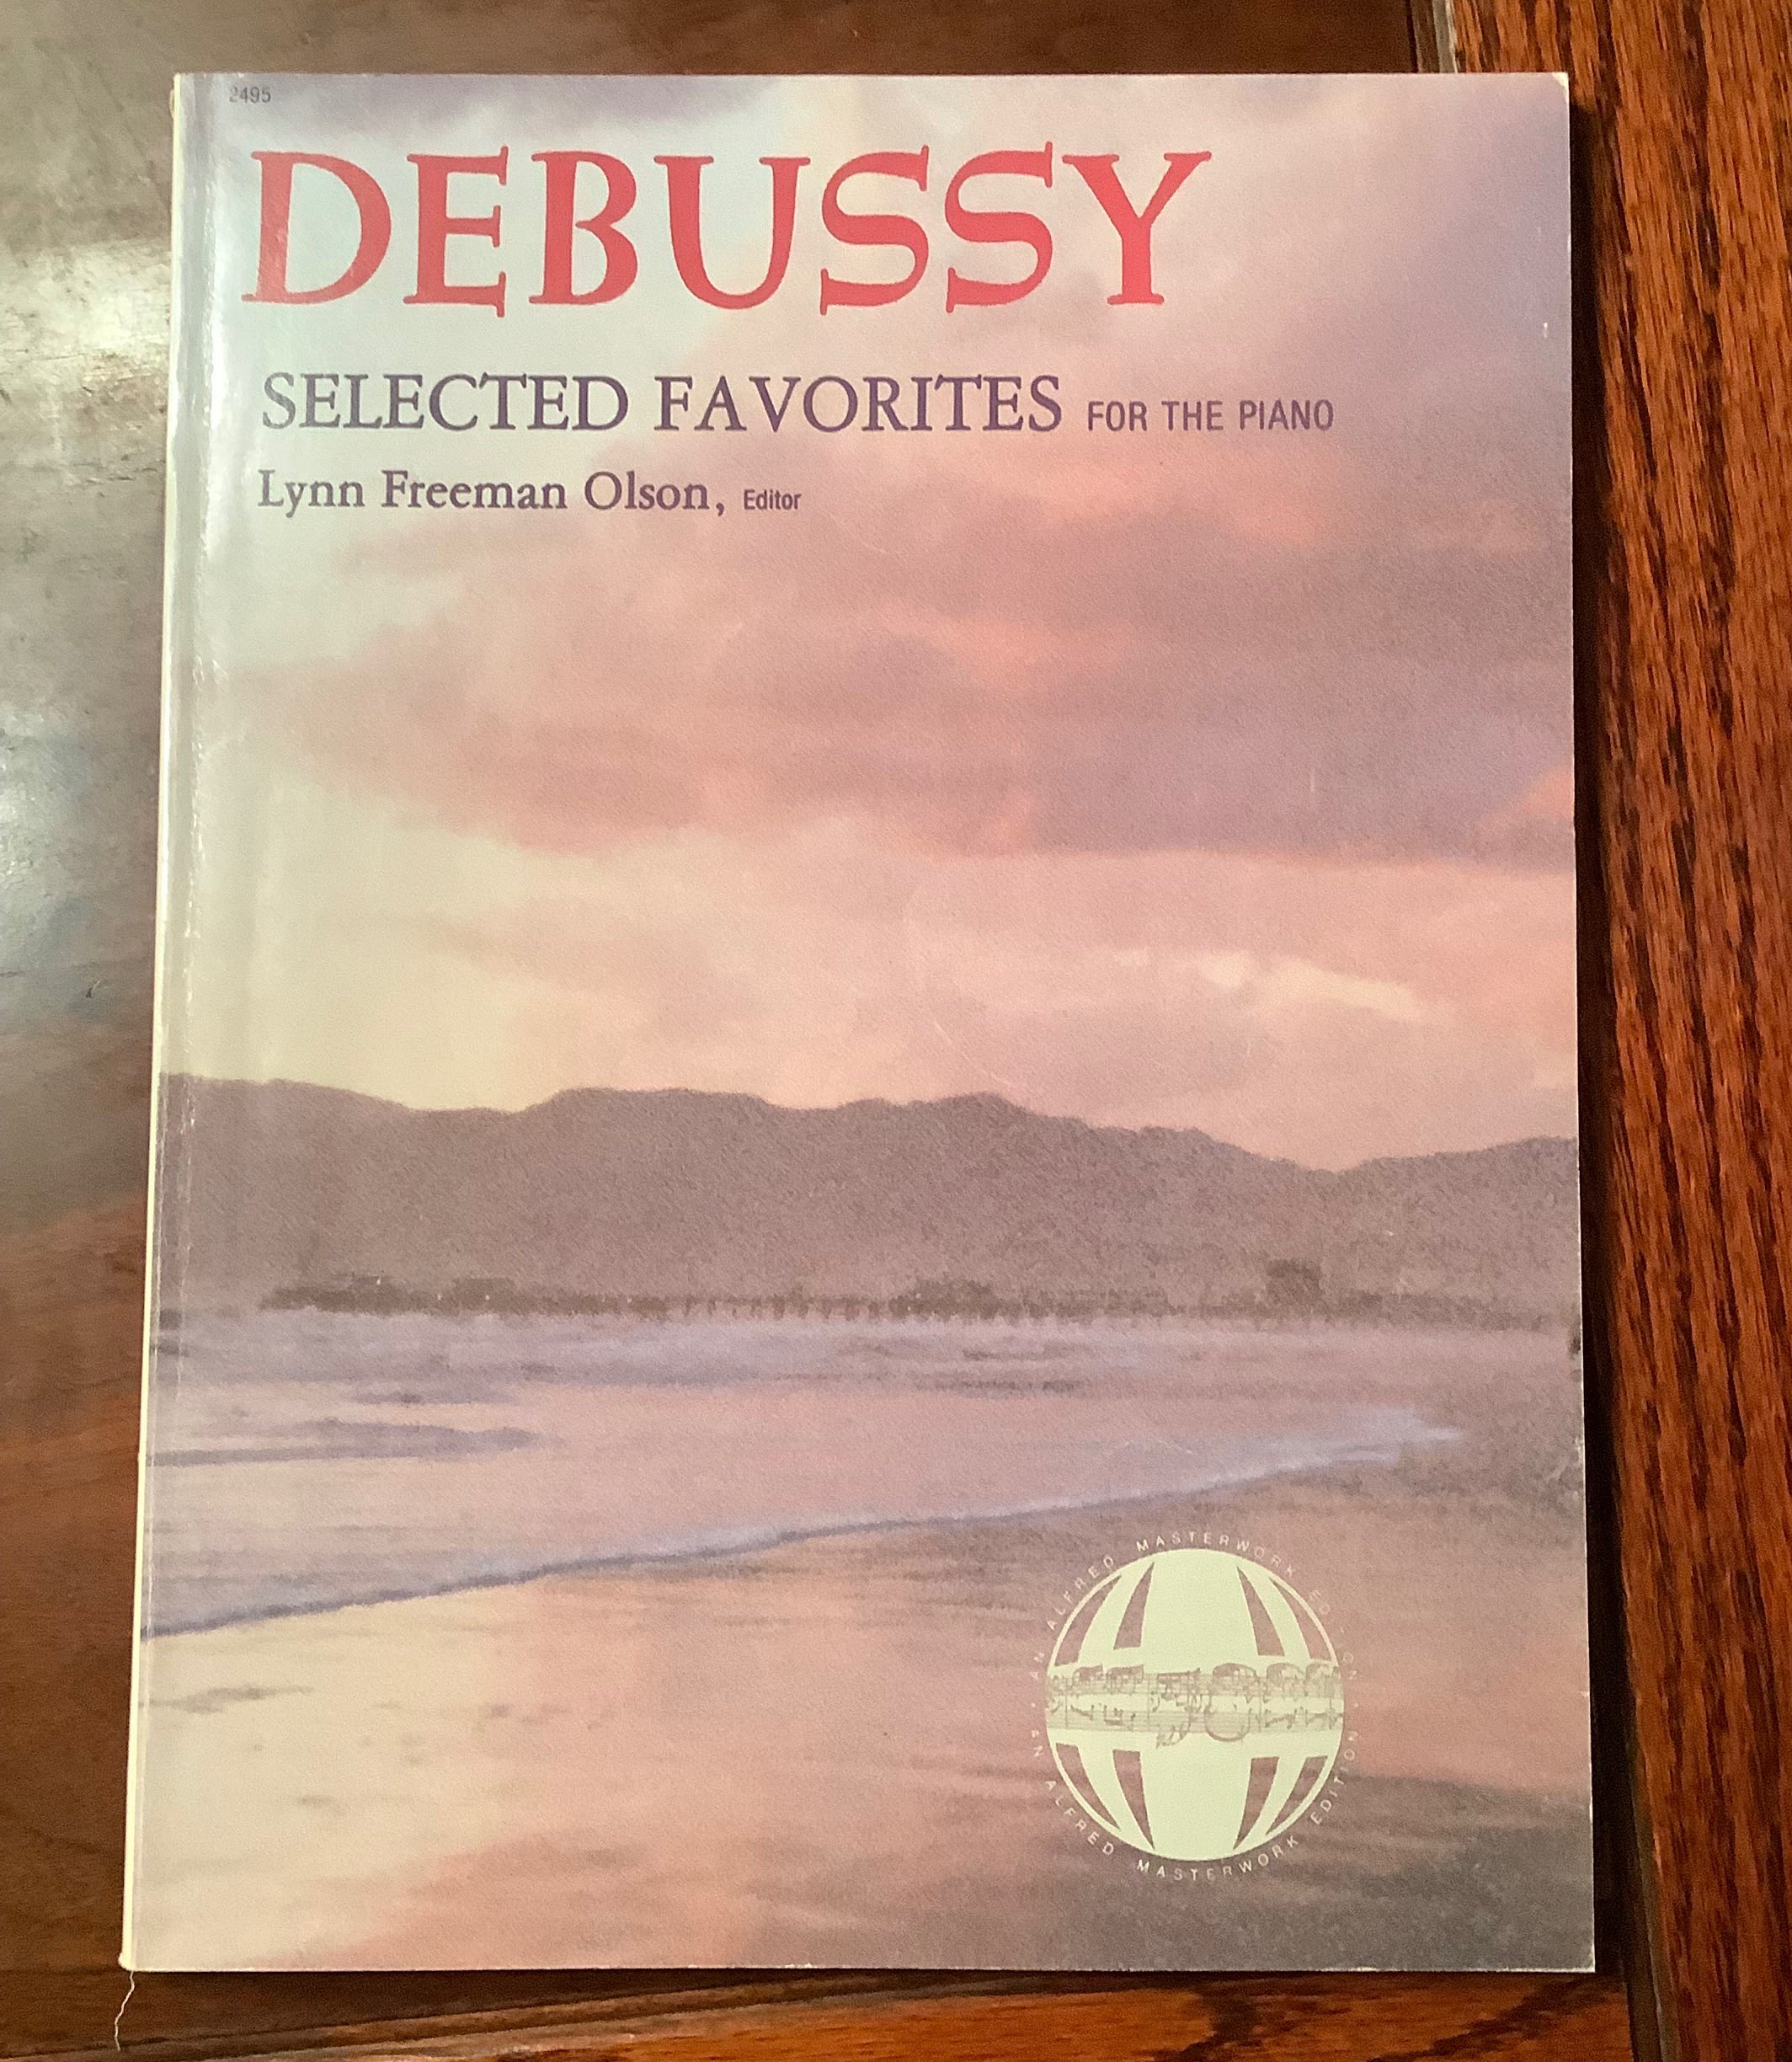 2495
DEBUSSY
SELECTED FAVORITES FOR THE PIANO
Lynn Freeman Olson, Editor
AN ALFRED MASTERWORK EDITION
AN ALFRED MASTERWORK EDITION